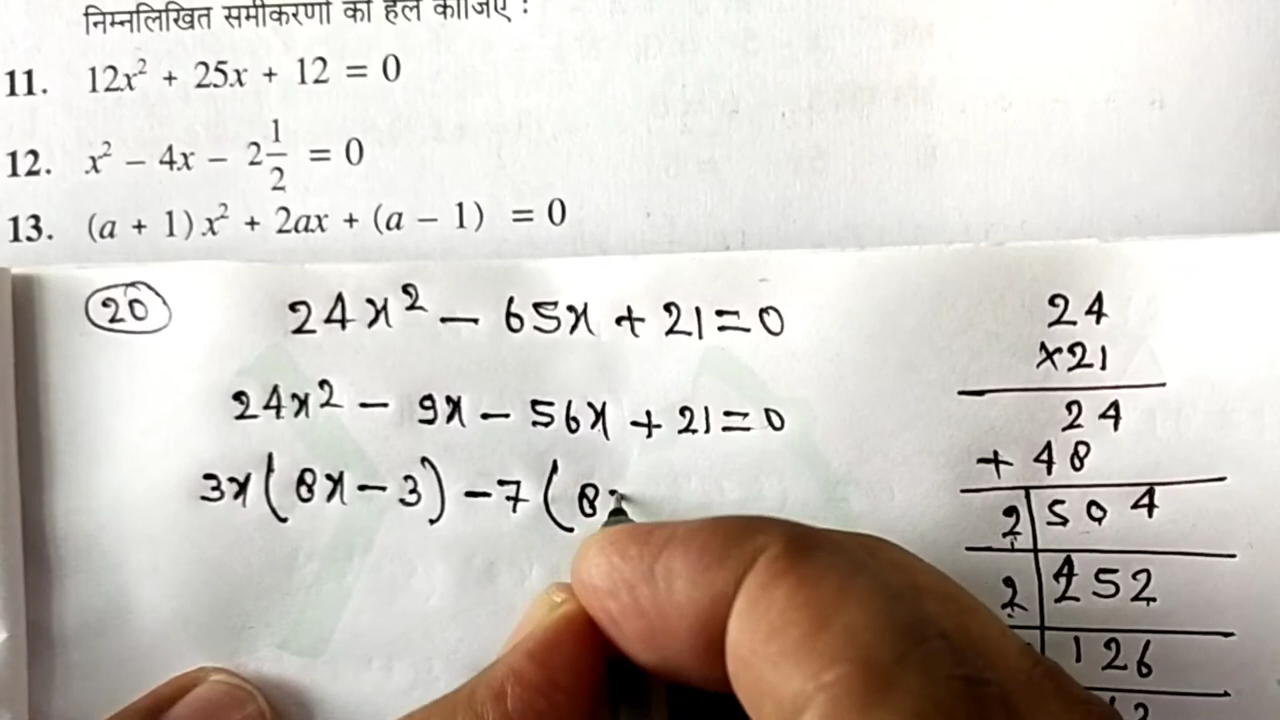 निम्नलिखित समीकरणों को हल कीजिए :
11. 12x² + 25x + 12 = 0
12. x² – 4x – 2 1/2 = 0
13. (a + 1) x² + 2ax + (a – 1) = 0
20 24x² – 65x + 21 = 0
24x² – 9x – 56x + 21 = 0
3x(8x – 3) – 7(8
24
×21
24
+ 48
2 504
2 252
126